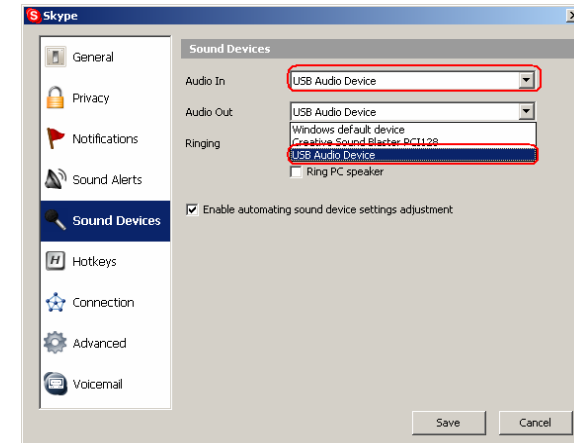 S Skype
General
Privacy
Notifications
Sound Alerts
Sound Devices
H Hotkeys
Connection
Advanced
Voicemail
Sound Devices
Audio In USB Audio Device
Audio Out USB Audio Device
Windows default device
Creative Sound Blaster PCI128
USB Audio Device
Ringing
Ring PC speaker
Enable automating sound device settings adjustment
Save Cancel